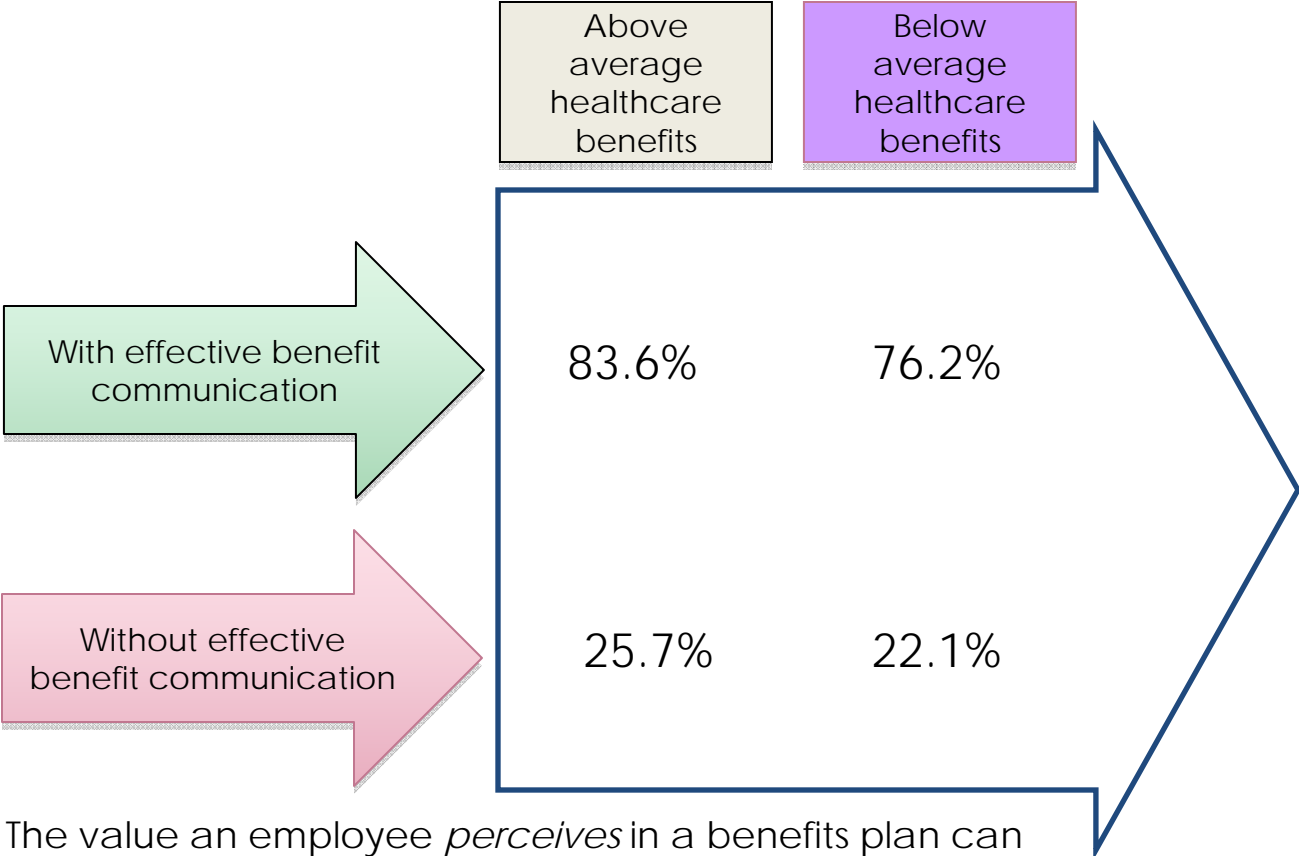 Above
average
healthcare
benefits
Below
average
healthcare
benefits
With effective benefit
communication
83.6%
76.2%
Without effective
benefit communication
25.7%
22.1%
The value an employee perceives in a benefits plan can